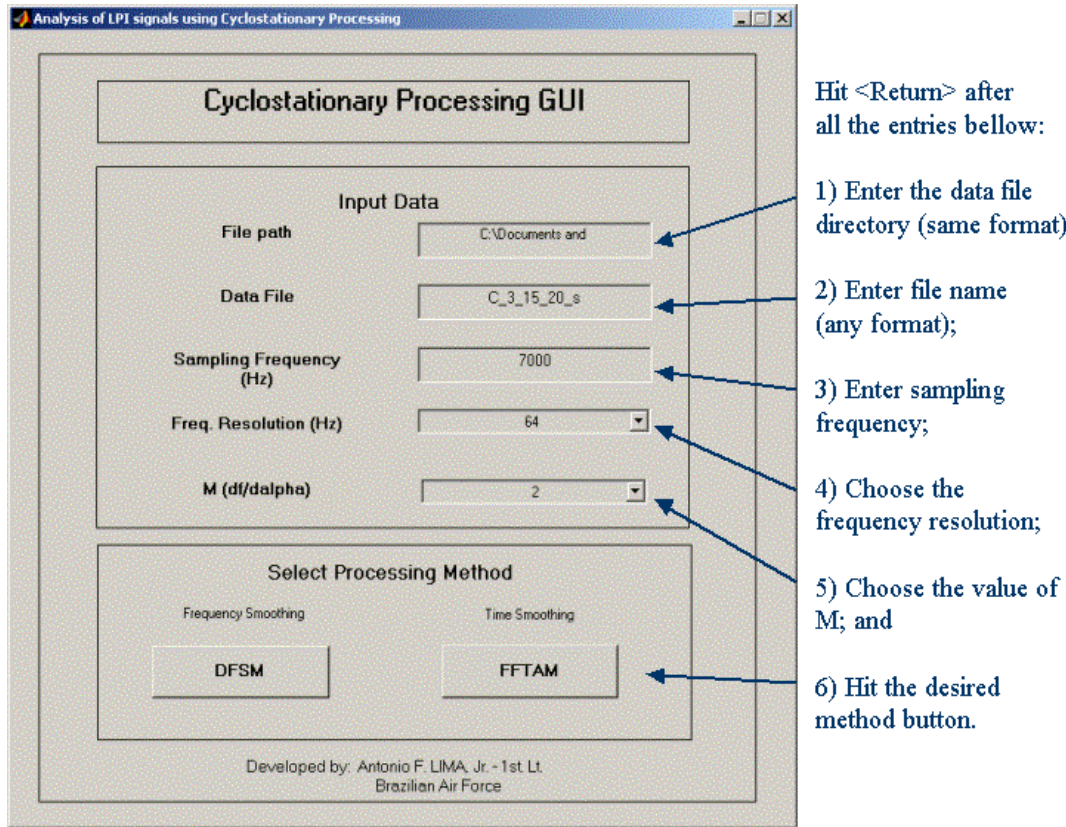 Analysis of LPI signals using Cyclostationary Processing
Cyclostationary Processing GUI
Input Data
File path
C:\Documents and
Data File
C_3_15_20_s
Sampling Frequency
(Hz)
7000
Freq. Resolution (Hz)
64
M (df/dalpha)
2
Select Processing Method
Frequency Smoothing
Time Smoothing
DFSM
FFTAM
Developed by: Antonio F. LIMA, Jr. - 1st. Lt.
Brazilian Air Force
Hit <Return> after
all the entries bellow:
1) Enter the data file
directory (same format)
2) Enter file name
(any format);
3) Enter sampling
frequency;
4) Choose the
frequency resolution;
5) Choose the value of
M; and
6) Hit the desired
method button.